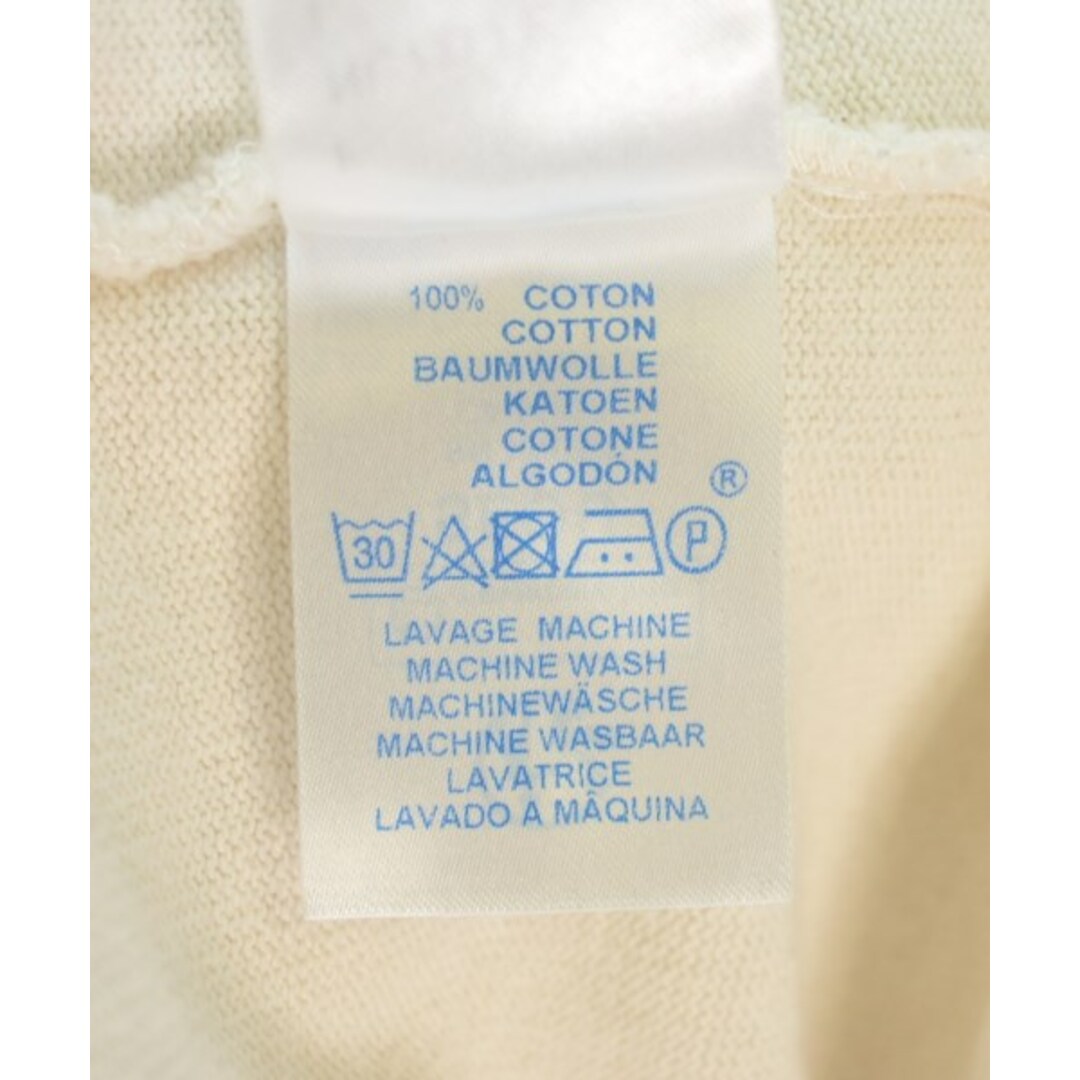 100% COTON
COTTON
BAUMWOLLE
KATOEN
COTONE
ALGODÓN
®
30 P
LAVAGE MACHINE
MACHINE WASH
MACHINEWÄSCHE
MACHINE WASBAAR
LAVATRICE
LAVADO A MÂQUINA